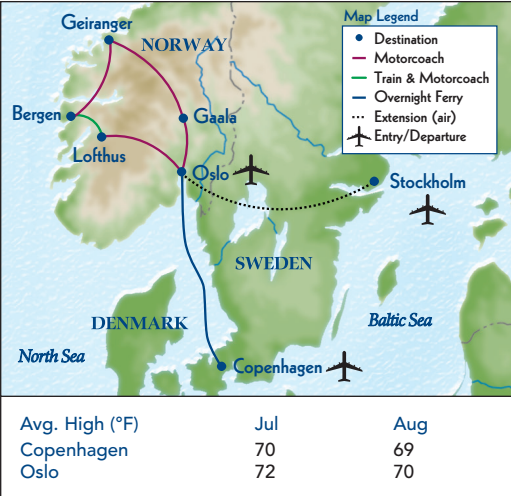 Geiranger
NORWAY
Map Legend
Destination
Motorcoach
Train & Motorcoach
Overnight Ferry
Extension (air)
Entry/Departure
Bergen
Gaala
Lofthus
Oslo
Stockholm
SWEDEN
DENMARK
Baltic Sea
North Sea
Copenhagen
Avg. High (°F) Jul Aug
Copenhagen 70 69
Oslo 72 70